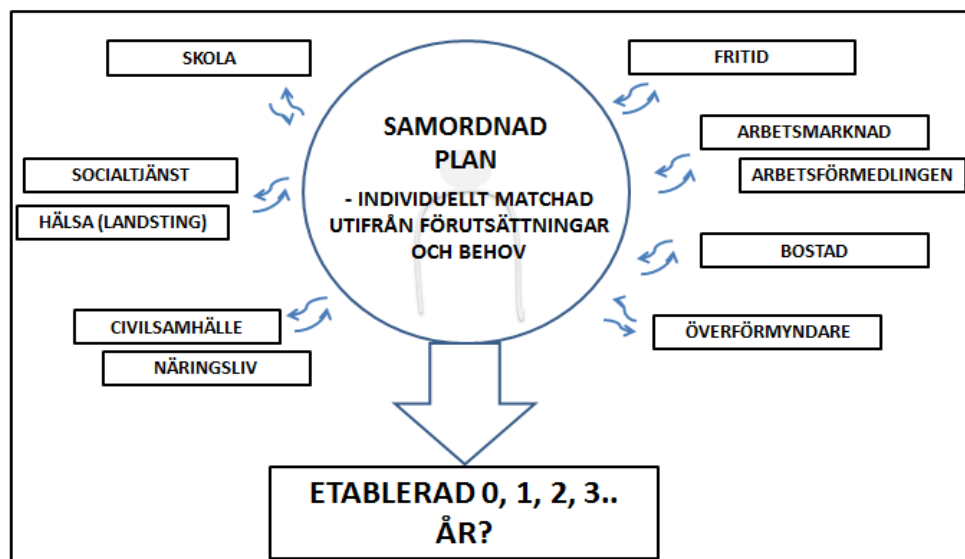 SKOLA
FRITID
SAMORDNAD
PLAN
- INDIVIDUELLT MATCHAD
UTIFRÅN FÖRUTSÄTTNINGAR
OCH BEHOV
ARBETSMARKNAD
ARBETSFÖRMEDLINGEN
SOCIALTJÄNST
HÄLSA (LANDSTING)
BOSTAD
CIVILSAMHÄLLE
NÄRINGSLIV
ÖVERFÖRMYNDARE
ETABLERAD 0, 1, 2, 3..
ÅR?